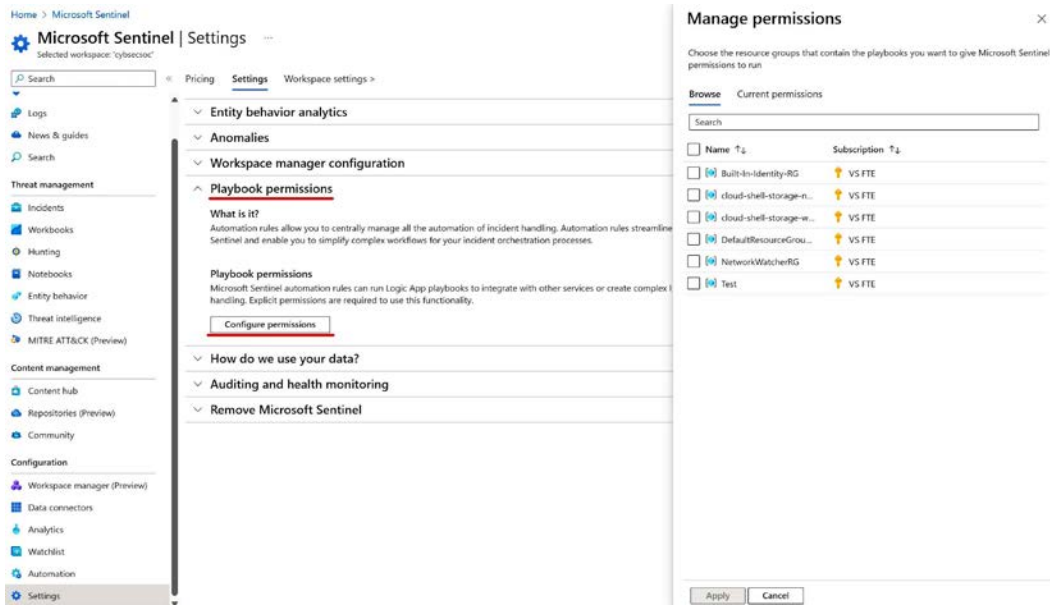 Home > Microsoft Sentinel
Microsoft Sentinel | Settings ...
Selected workspace: 'cybsecsoc'
Search
Logs
News & guides
Search
Threat management
Incidents
Workbooks
Hunting
Notebooks
Entity behavior
Threat intelligence
MITRE ATT&CK (Preview)
Content management
Content hub
Repositories (Preview)
Community
Configuration
Workspace manager (Preview)
Data connectors
Analytics
Watchlist
Automation
Settings
Pricing Settings Workspace settings >
Entity behavior analytics
Anomalies
Workspace manager configuration
Playbook permissions
What is it?
Automation rules allow you to centrally manage all the automation of incident handling. Automation rules streamline
Sentinel and enable you to simplify complex workflows for your incident orchestration processes.
Playbook permissions
Microsoft Sentinel automation rules can run Logic App playbooks to integrate with other services or create complex
handling. Explicit permissions are required to use this functionality.
Configure permissions
How do we use your data?
Auditing and health monitoring
Remove Microsoft Sentinel
Manage permissions
Choose the resource groups that contain the playbooks you want to give Microsoft Sentinel
permissions to run
Browse Current permissions
Search
Name Subscription
Built-In-Identity-RG VS FTE
cloud-shell-storage-n... VS FTE
cloud-shell-storage-w... VS FTE
DefaultResourceGrou... VS FTE
NetworkWatcherRG VS FTE
Test VS FTE
Apply Cancel